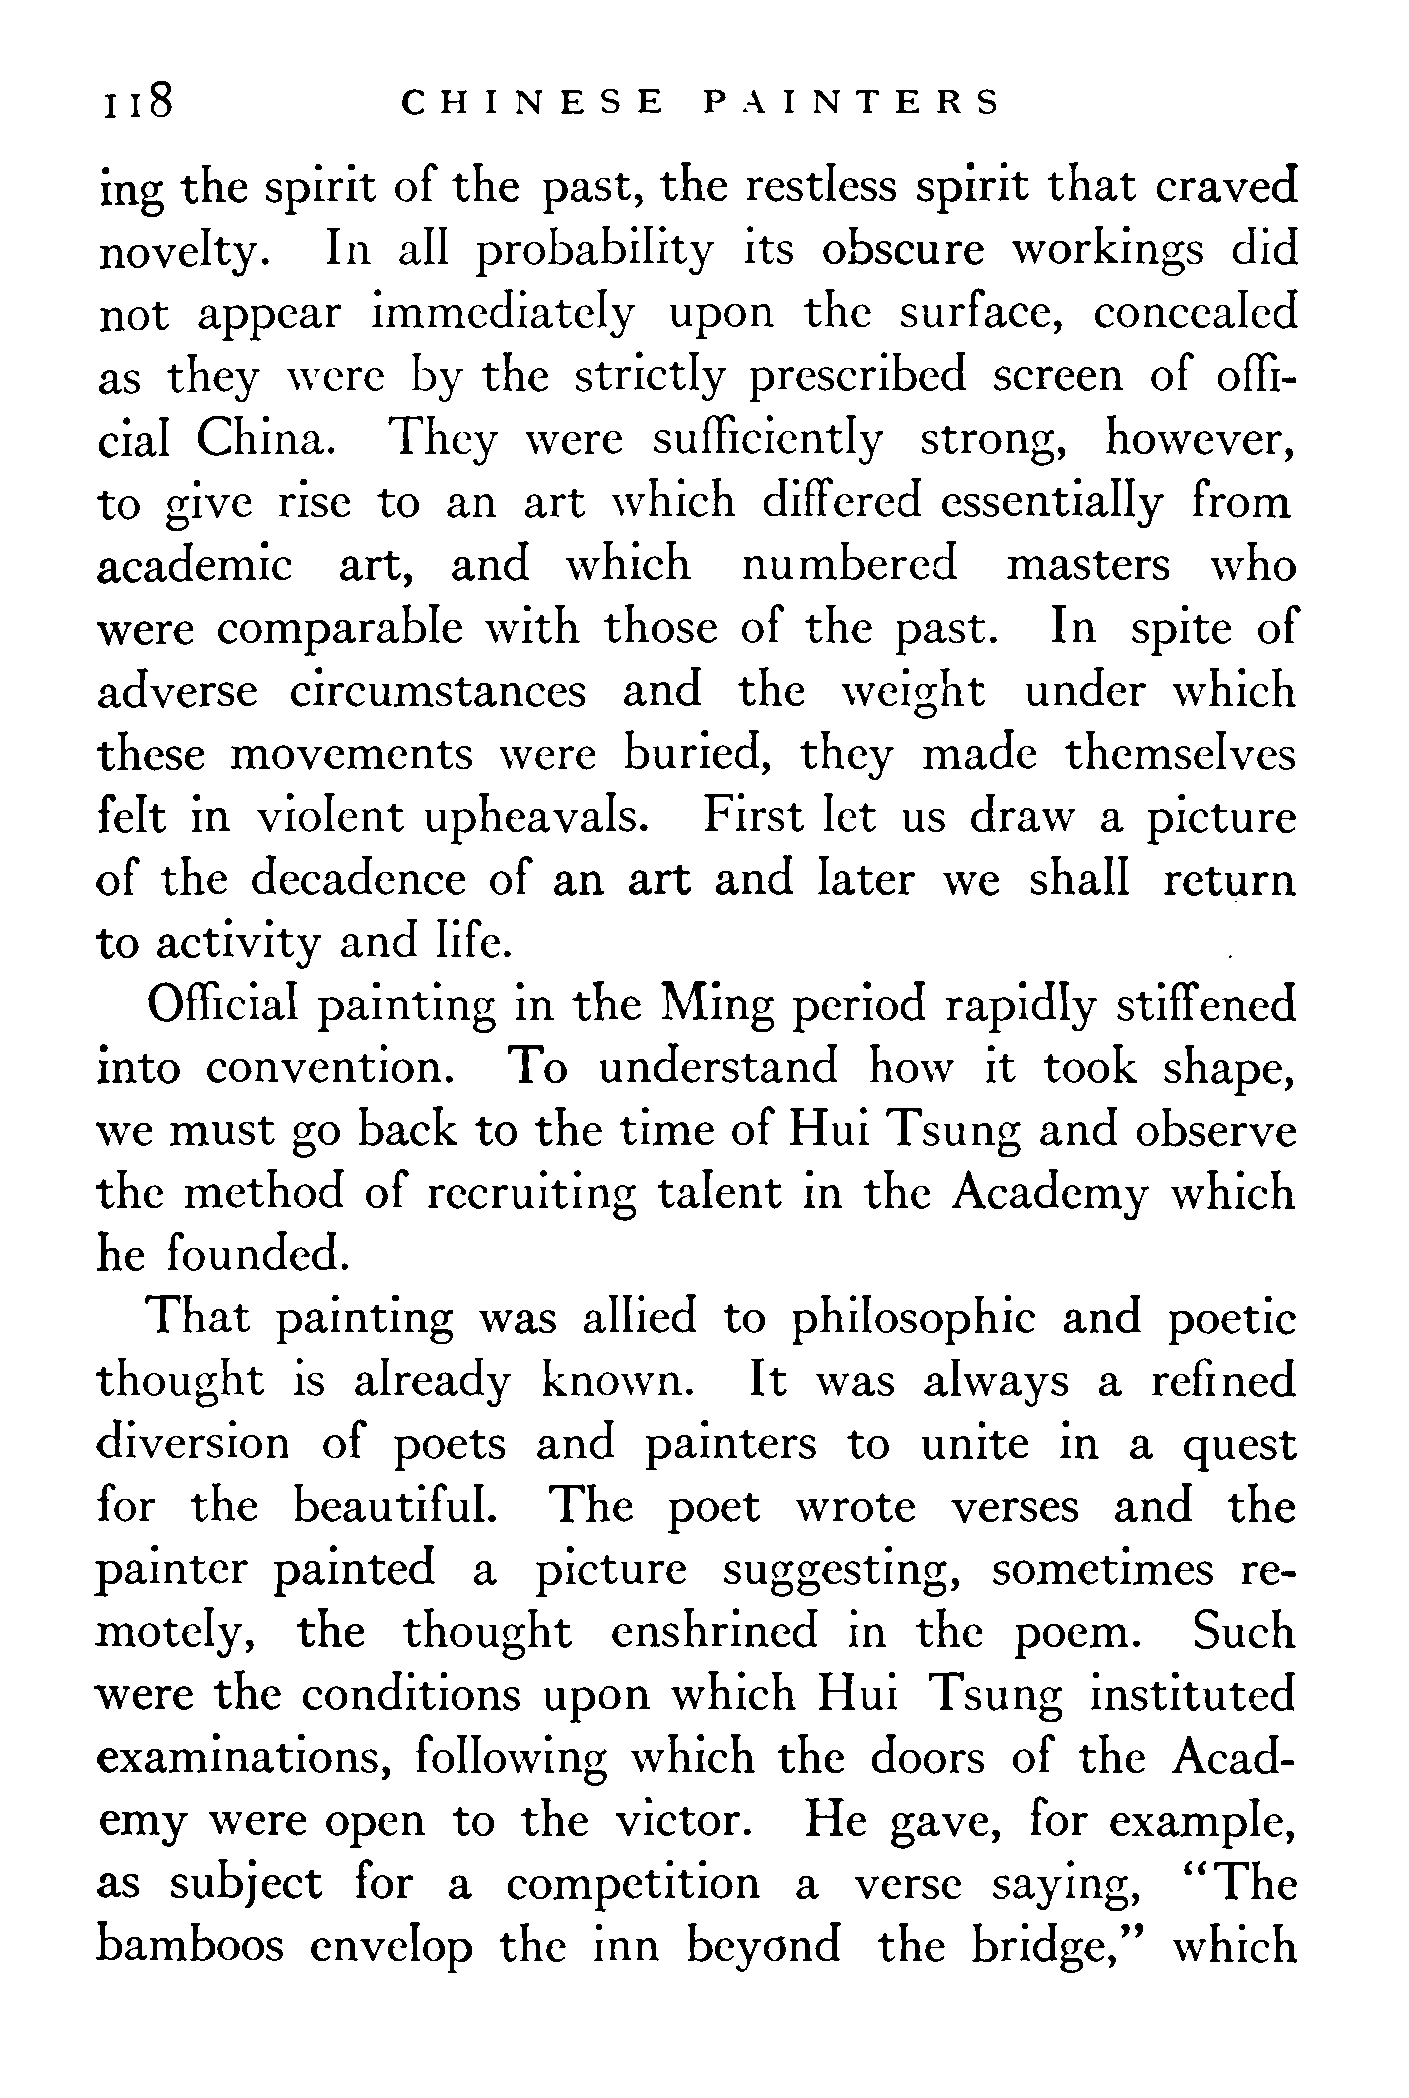 118 CHINESE PAINTERS
ing the spirit of the past, the restless spirit that craved
novelty. In all probability its obscure workings did
not appear immediately upon the surface, concealed
as they were by the strictly prescribed screen of offi-
cial China. They were sufficiently strong, however,
to give rise to an art which differed essentially from
academic art, and which numbered masters who
were comparable with those of the past. In spite of
adverse circumstances and the weight under which
these movements were buried, they made themselves
felt in violent upheavals. First let us draw a picture
of the decadence of an art and later we shall return
to activity and life.
Official painting in the Ming period rapidly stiffened
into convention. To understand how it took shape,
we must go back to the time of Hui Tsung and observe
the method of recruiting talent in the Academy which
he founded.
That painting was allied to philosophic and poetic
thought is already known. It was always a refined
diversion of poets and painters to unite in a quest
for the beautiful. The poet wrote verses and the
painter painted a picture suggesting, sometimes re-
motely, the thought enshrined in the poem. Such
were the conditions upon which Hui Tsung instituted
examinations, following which the doors of the Acad-
emy were open to the victor. He gave, for example,
as subject for a competition a verse saying, “The
bamboos envelop the inn beyond the bridge,” which